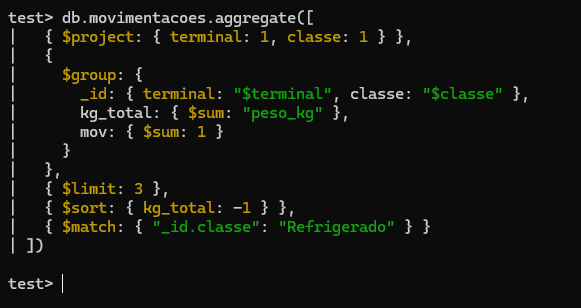 test> db.movimentacoes.aggregate([
|   { $project: { terminal: 1, classe: 1 } },
|   {
|     $group: {
|       _id: { terminal: "$terminal", classe: "$classe" },
|       kg_total: { $sum: "peso_kg" },
|       mov: { $sum: 1 }
|     }
|   },
|   { $limit: 3 },
|   { $sort: { kg_total: -1 } },
|   { $match: { "_id.classe": "Refrigerado" } }
| ])
test>